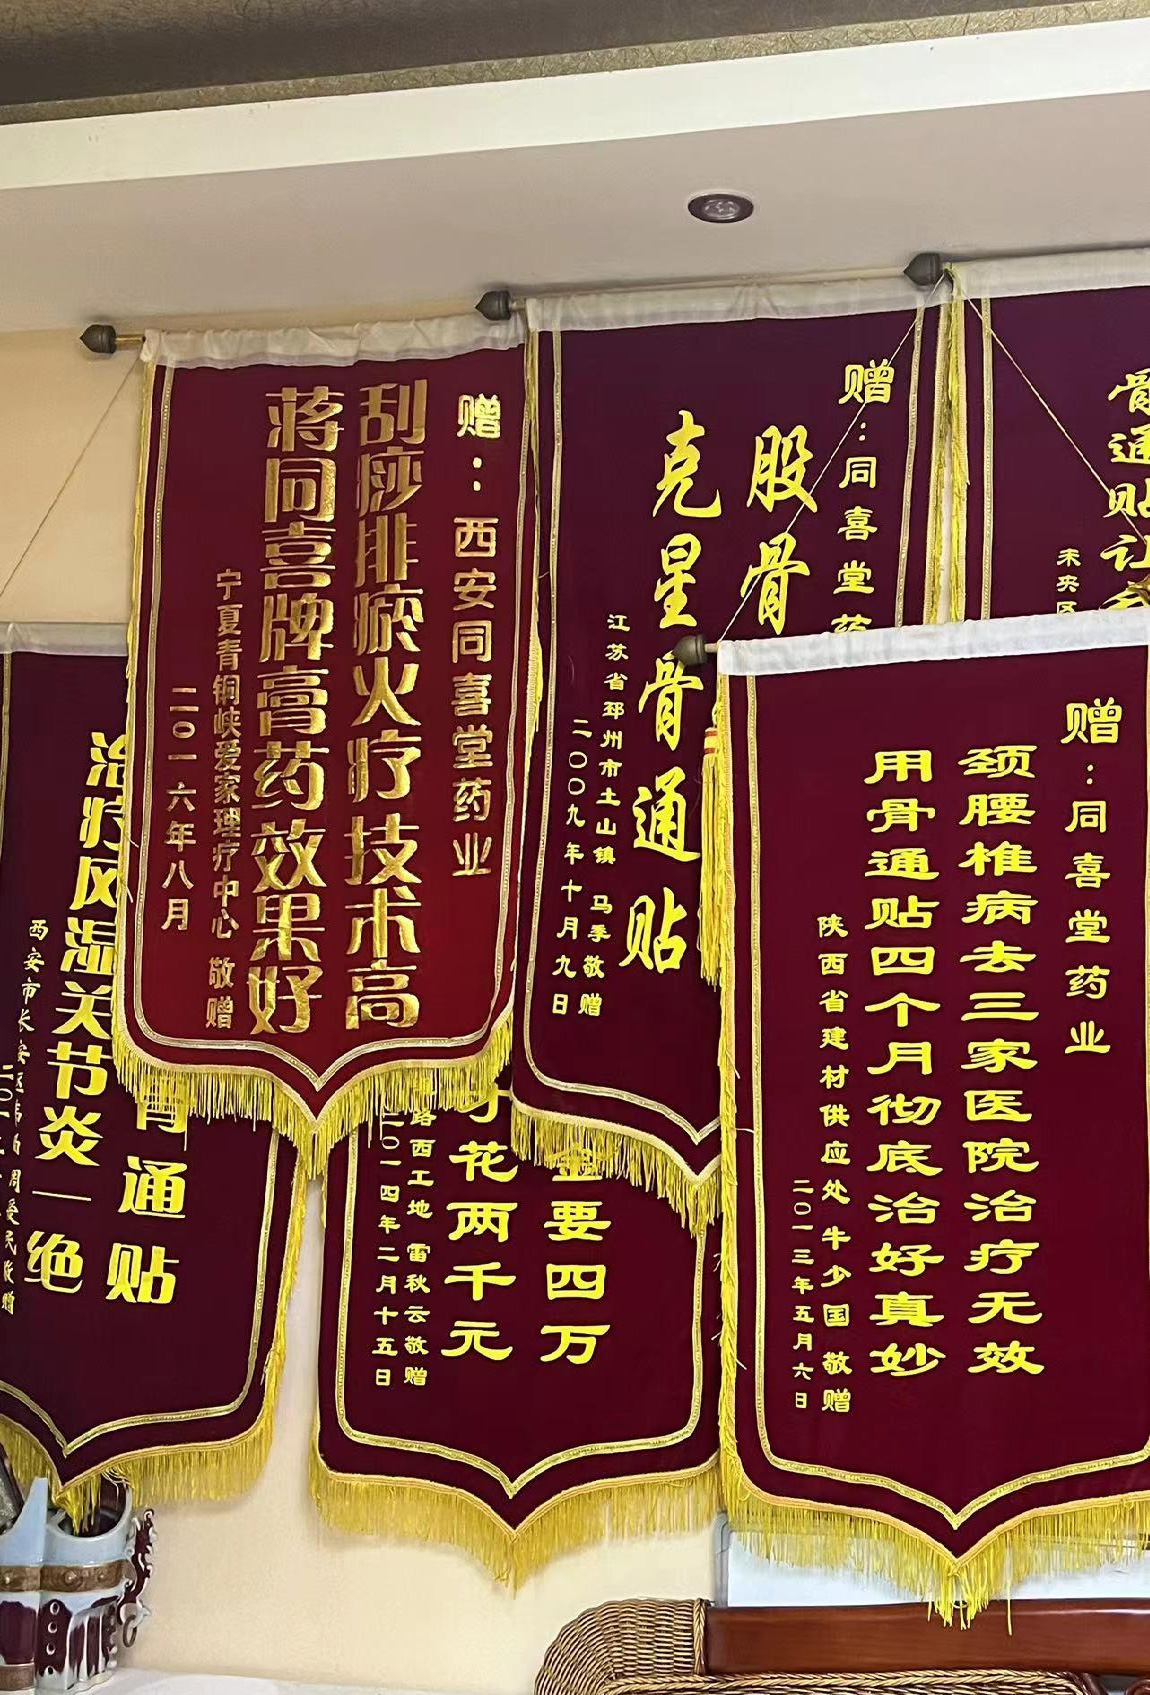 赠：西安同喜堂药业
刮痧排瘀火疗技术高
蒋同喜牌膏药效果好
宁夏青铜峡爱家理疗中心 敬赠
二〇一六年八月
赠：同喜堂药
股骨
克星骨通贴
江苏省邳州市土山镇 马季敬赠
二〇〇九年十月九日
骨通贴让
未央区
赠：同喜堂药业
颈腰椎病去三家医院治疗无效
用骨通贴四个月彻底治好真妙
陕西省建材供应处 牛少国敬赠
二〇一三年五月六日
金要四万
花两千元
路西工地 雷秋云敬赠
二〇一四年二月十五日
骨通贴
治疗风湿关节炎一绝
西安市长安区